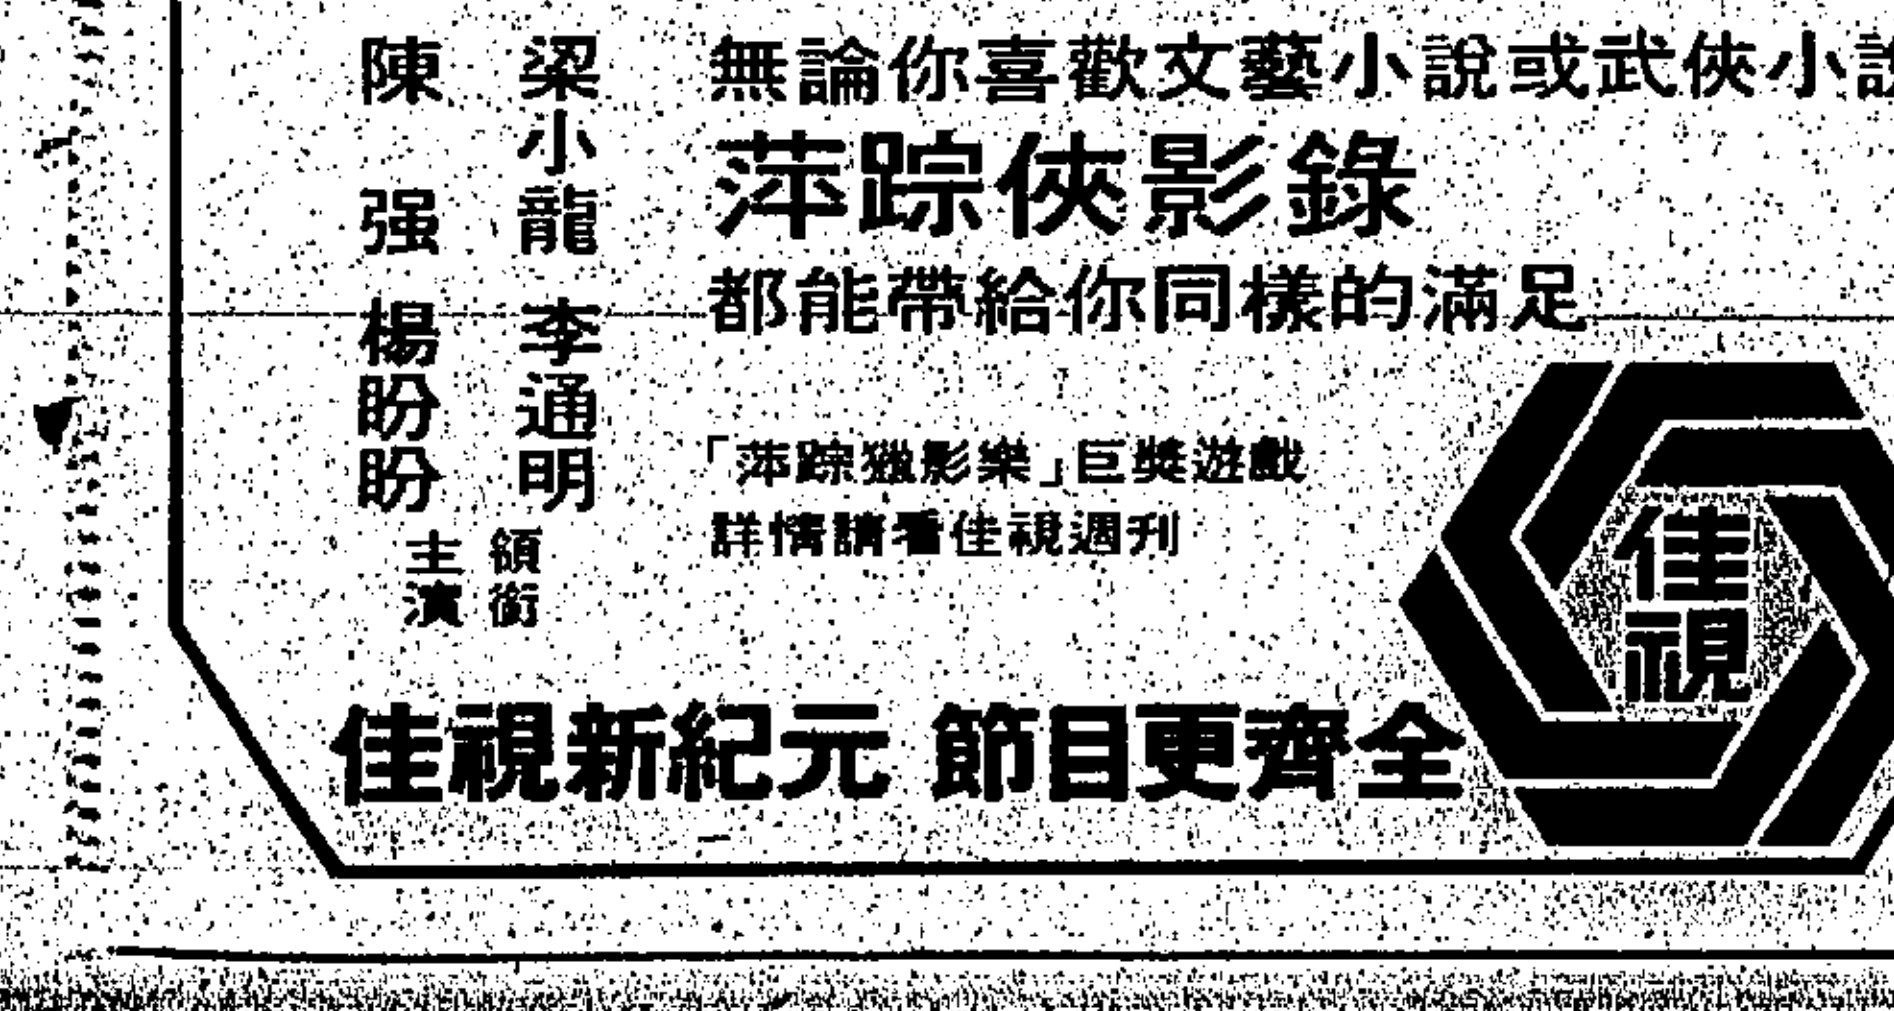 無論你喜歡文藝小說或武俠小說
萍踪俠影錄
都能帶給你同樣的滿足
梁小龍 李通明 領銜
陳强 楊盼盼 主演
「萍踪獵影樂」巨獎遊戲
詳情請看佳視週刊
佳視
佳視新紀元 節目更齊全